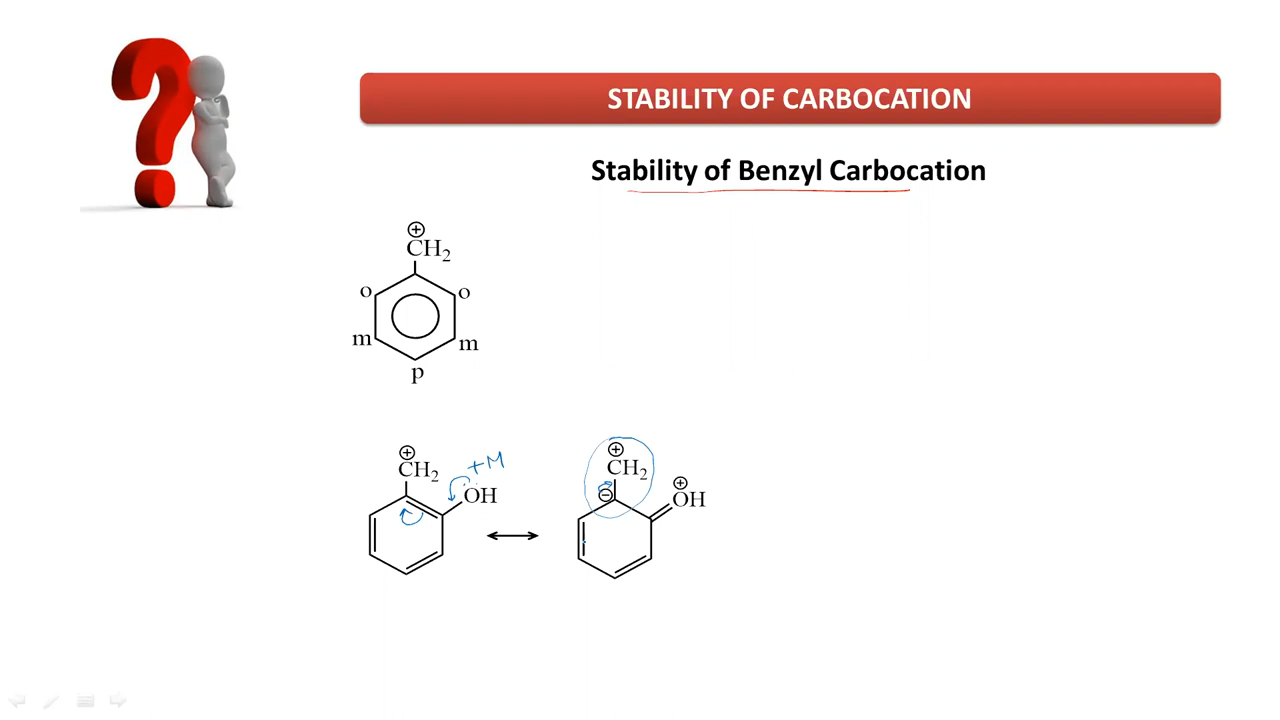 STABILITY OF CARBOCATION
Stability of Benzyl Carbocation
⊕
CH2
o o
m m
p
⊕
CH2
+M
OH
⊕
CH2
⊕
⊖
OH